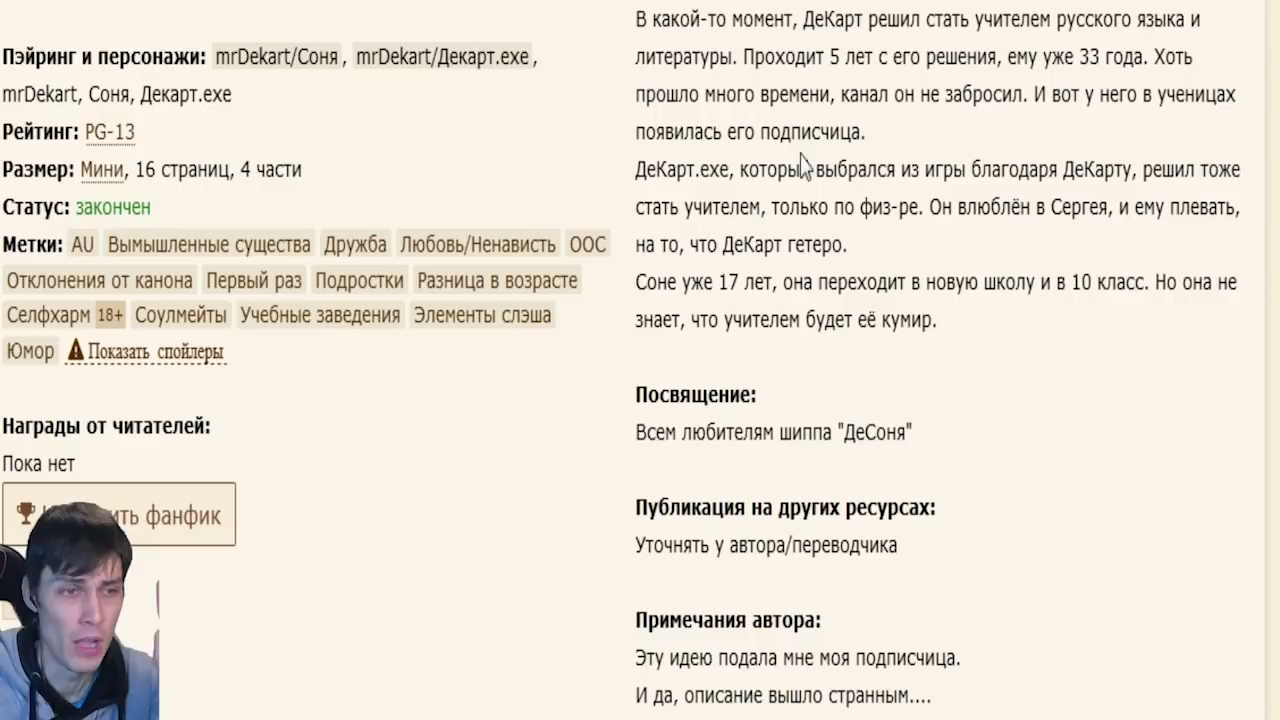 Пэйринг и персонажи: mrDekart/Соня, mrDekart/Декарт.exe,
mrDekart, Соня, Декарт.exe
Рейтинг: PG-13
Размер: Мини, 16 страниц, 4 части
Статус: закончен
Метки: AU Вымышленные существа Дружба Любовь/Ненависть OOC
Отклонения от канона Первый раз Подростки Разница в возрасте
Селфхарм 18+ Соулмейты Учебные заведения Элементы слэша
Юмор Показать спойлеры
Награды от читателей:
Пока нет
фанфик
В какой-то момент, ДеКарт решил стать учителем русского языка и
литературы. Проходит 5 лет с его решения, ему уже 33 года. Хоть
прошло много времени, канал он не забросил. И вот у него в ученицах
появилась его подписчица.
ДеКарт.exe, который выбрался из игры благодаря ДеКарту, решил тоже
стать учителем, только по физ-ре. Он влюблён в Сергея, и ему плевать,
на то, что ДеКарт гетеро.
Соне уже 17 лет, она переходит в новую школу и в 10 класс. Но она не
знает, что учителем будет её кумир.
Посвящение:
Всем любителям шиппа "ДеСоня"
Публикация на других ресурсах:
Уточнять у автора/переводчика
Примечания автора:
Эту идею подала мне моя подписчица.
И да, описание вышло странным....